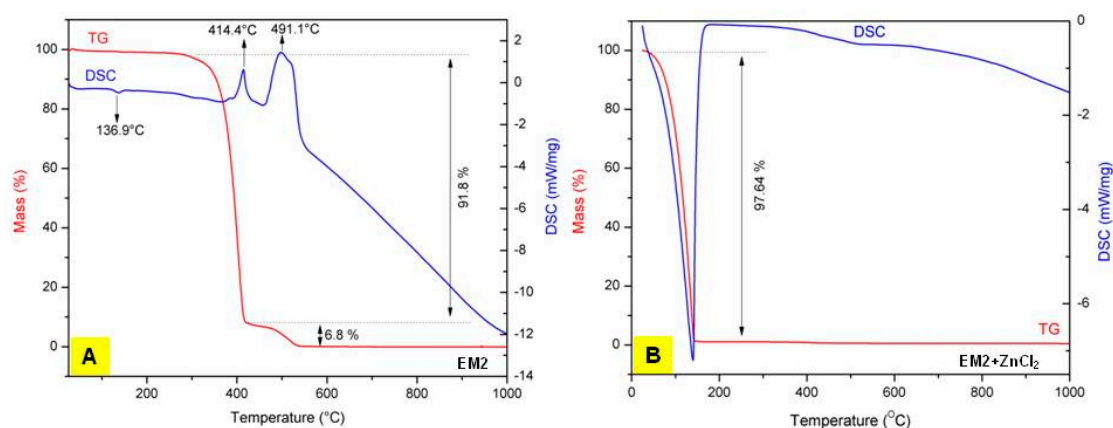 414.4°C
491.1°C
TG
DSC
136.9°C
91.8 %
6.8 %
A
EM2
100
80
60
40
20
0
Mass (%)
2
0
-2
-4
-6
-8
-10
-12
-14
DSC (mW/mg)
200
400
600
800
1000
Temperature (°C)
DSC
97.64 %
TG
B
EM2+ZnCl₂
100
80
60
40
20
0
Mass (%)
0
-2
-4
-6
DSC (mW/mg)
0
200
400
600
800
1000
Temperature (°C)